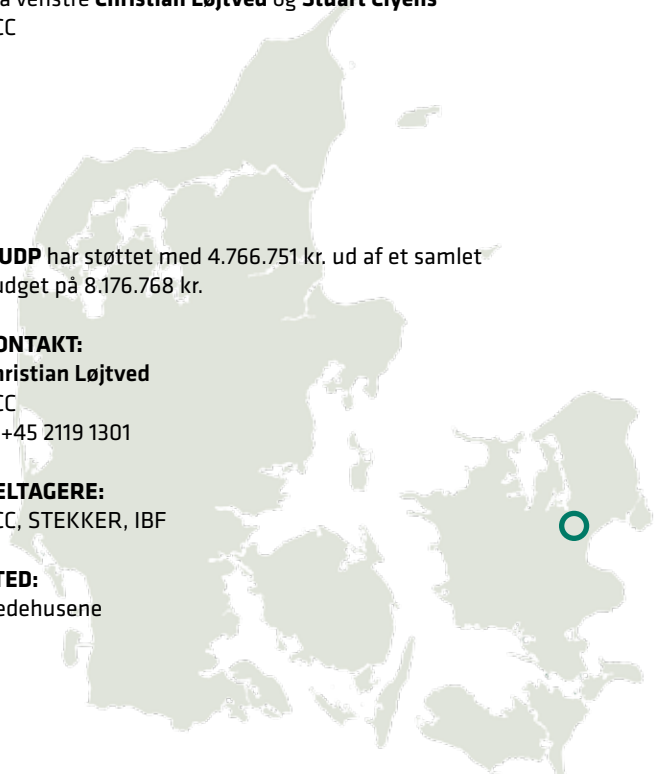 a venstre Christian Løjtved og Stuart Clyens
CC
UDP har støttet med 4.766.751 kr. ud af et samlet
udget på 8.176.768 kr.
ONTAKT:
hristian Løjtved
CC
+45 2119 1301
ELTAGERE:
CC, STEKKER, IBF
TED:
edehusene